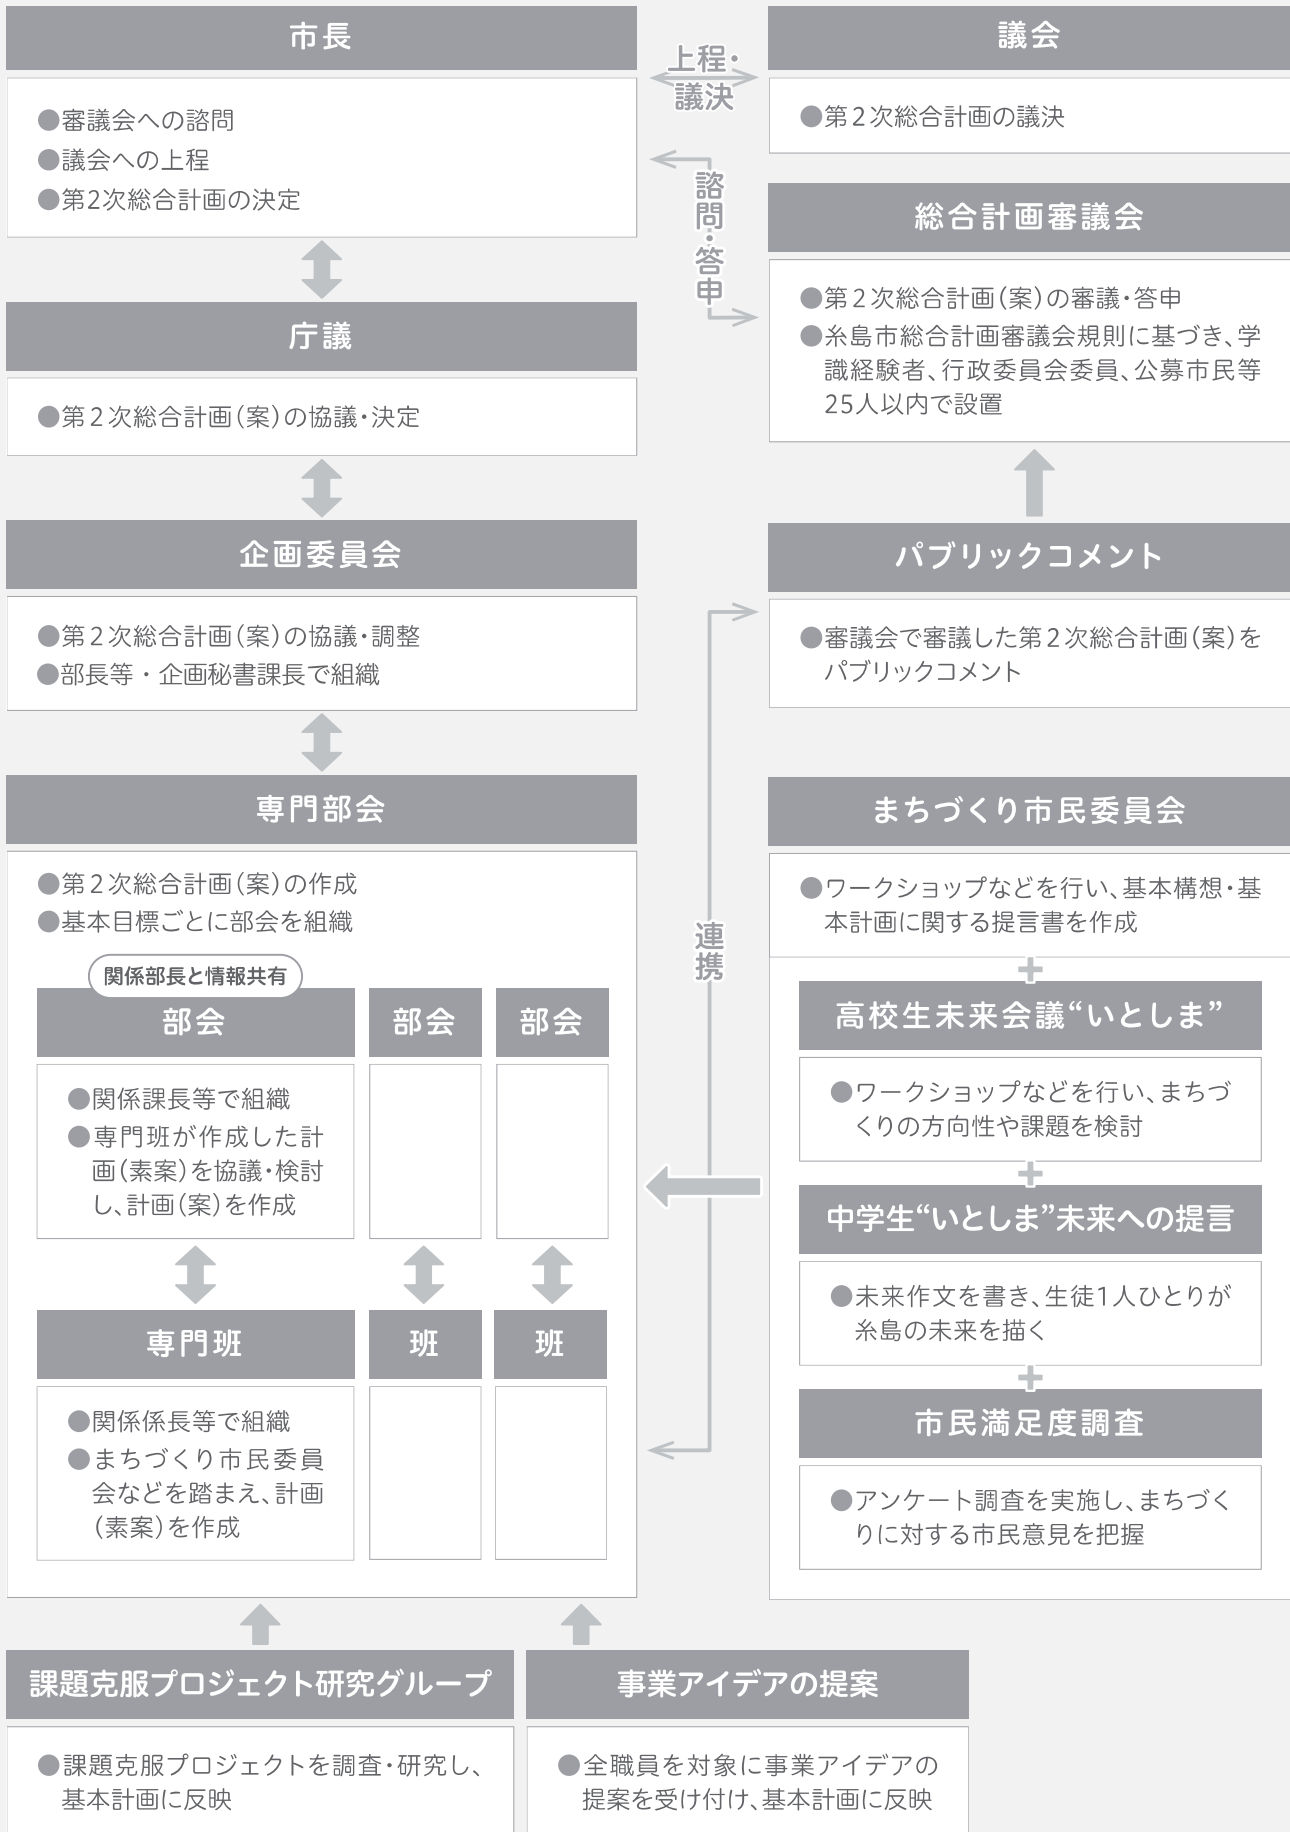 市長
●審議会への諮問
●議会への上程
●第2次総合計画の決定
上程・
議決
諮問・答申
議会
●第2次総合計画の議決
総合計画審議会
●第2次総合計画(案)の審議・答申
●糸島市総合計画審議会規則に基づき、学
識経験者、行政委員会委員、公募市民等
25人以内で設置
庁議
●第2次総合計画(案)の協議・決定
企画委員会
●第2次総合計画(案)の協議・調整
●部長等・企画秘書課長で組織
パブリックコメント
●審議会で審議した第2次総合計画(案)を
パブリックコメント
専門部会
●第2次総合計画(案)の作成
●基本目標ごとに部会を組織
関係部長と情報共有
部会
部会
部会
●関係課長等で組織
●専門班が作成した計
画(素案)を協議・検討
し、計画(案)を作成
専門班
班
班
●関係係長等で組織
●まちづくり市民委員
会などを踏まえ、計画
(素案)を作成
連携
まちづくり市民委員会
●ワークショップなどを行い、基本構想・基
本計画に関する提言書を作成
+
高校生未来会議“いとしま”
●ワークショップなどを行い、まちづ
くりの方向性や課題を検討
+
中学生“いとしま”未来への提言
●未来作文を書き、生徒1人ひとりが
糸島の未来を描く
+
市民満足度調査
●アンケート調査を実施し、まちづく
りに対する市民意見を把握
課題克服プロジェクト研究グループ
●課題克服プロジェクトを調査・研究し、
基本計画に反映
事業アイデアの提案
●全職員を対象に事業アイデアの
提案を受け付け、基本計画に反映